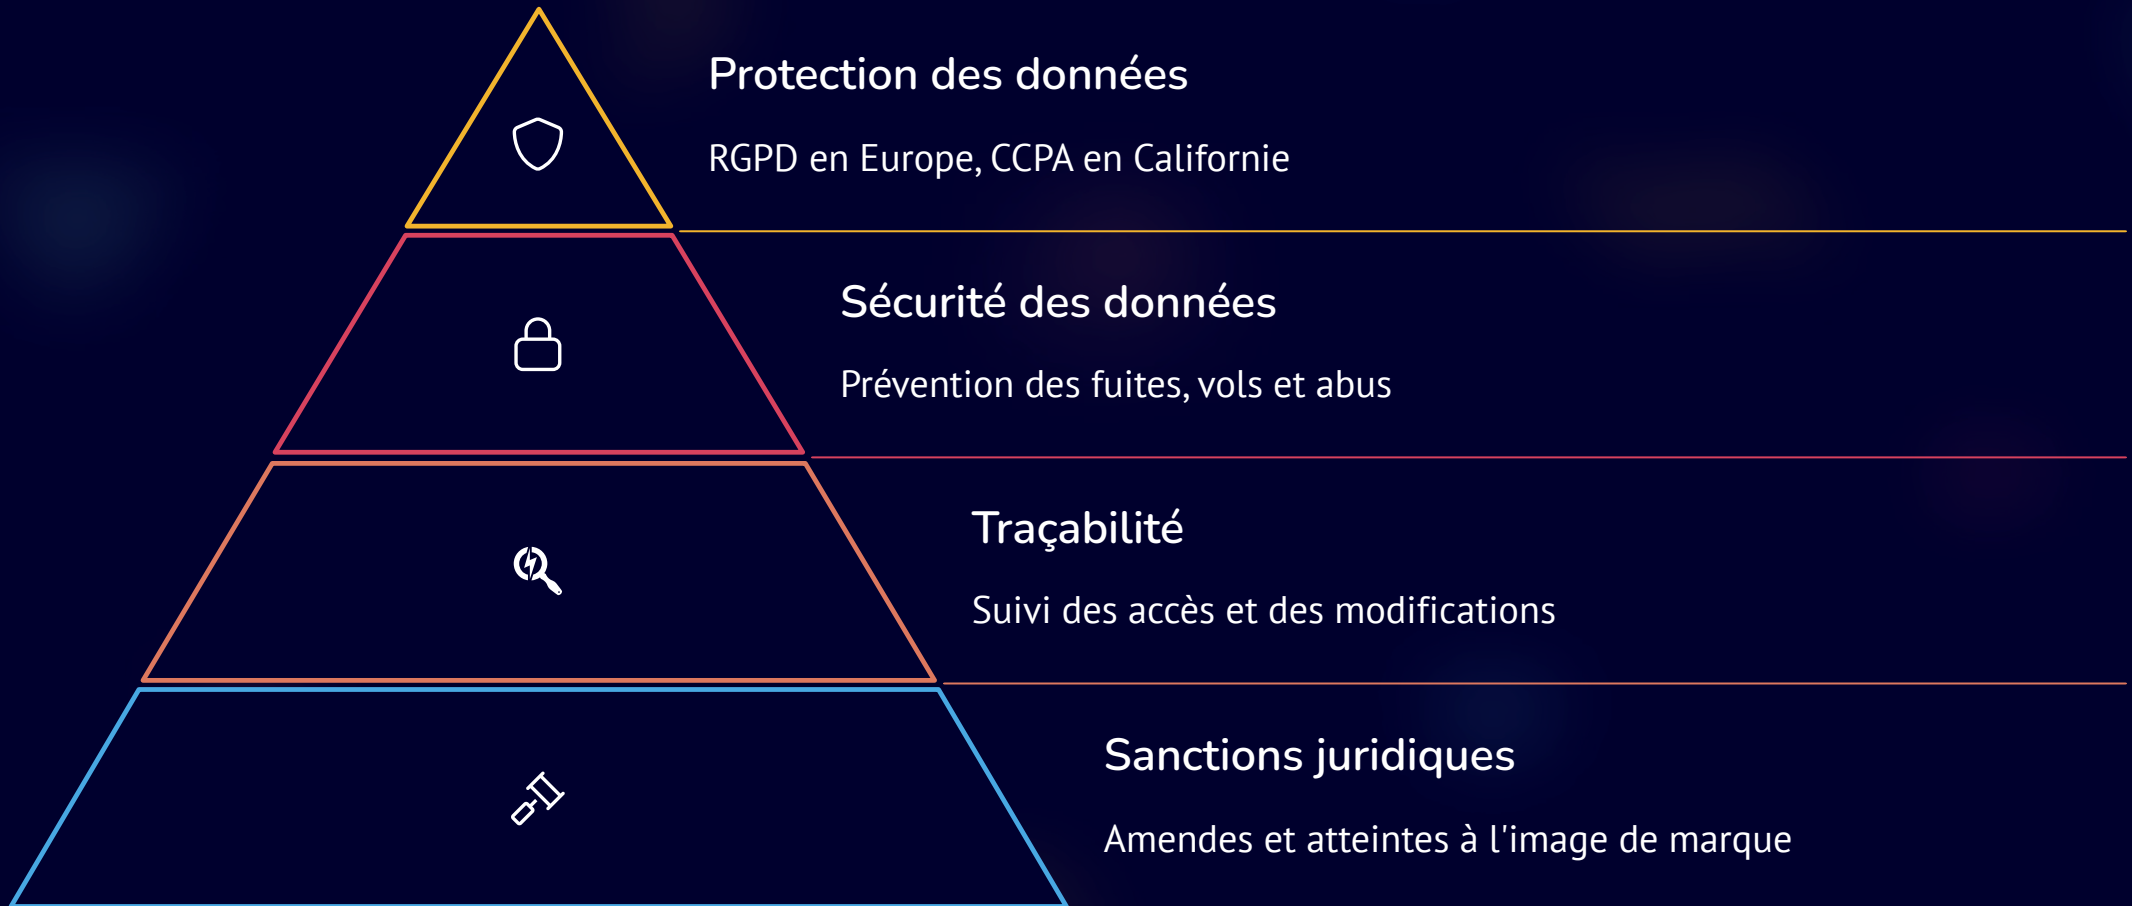 Protection des données
RGPD en Europe, CCPA en Californie
Sécurité des données
Prévention des fuites, vols et abus
Traçabilité
Suivi des accès et des modifications
Sanctions juridiques
Amendes et atteintes à l'image de marque